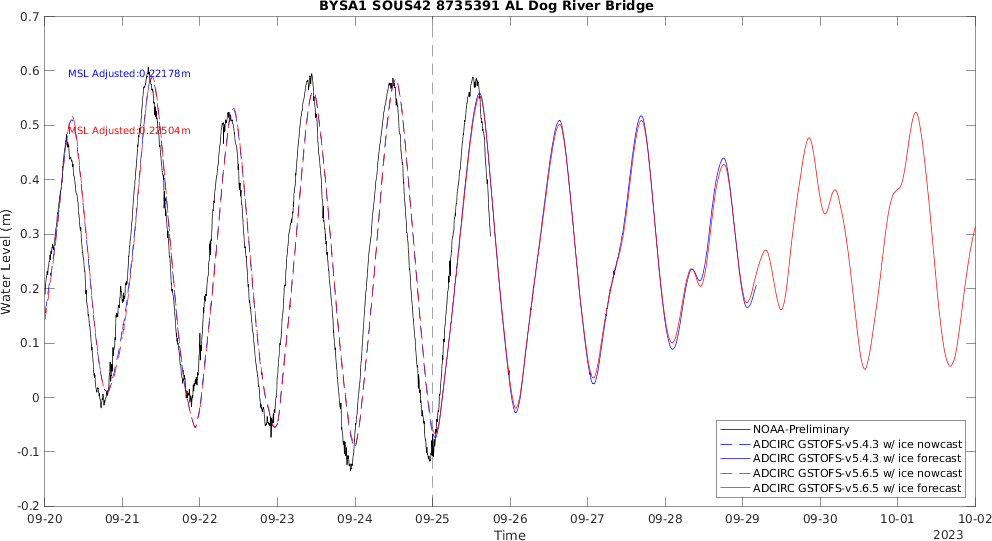 BYSA1 SOUS42 8735391 AL Dog River Bridge
0.7
0.6
0.5
0.4
0.3
0.2
0.1
0
-0.1
-0.2
Water Level (m)
MSL Adjusted:0.22178m
MSL Adjusted:0.22504m
NOAA-Preliminary
ADCIRC GSTOFS-v5.4.3 w/ ice nowcast
ADCIRC GSTOFS-v5.4.3 w/ ice forecast
ADCIRC GSTOFS-v5.6.5 w/ ice nowcast
ADCIRC GSTOFS-v5.6.5 w/ ice forecast
09-20 09-21 09-22 09-23 09-24 09-25 09-26 09-27 09-28 09-29 09-30 10-01 10-02
Time
2023